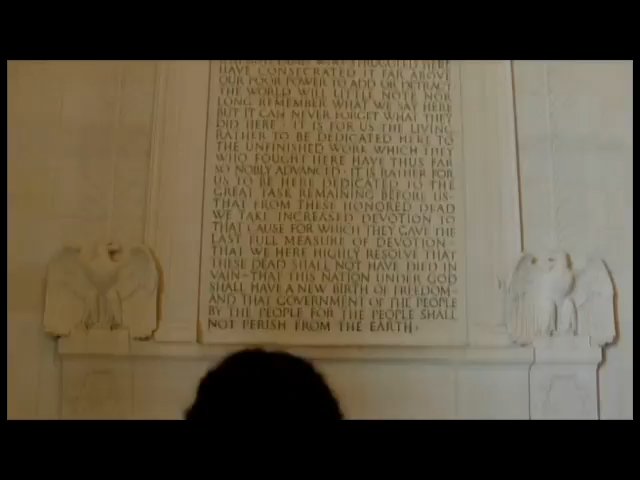 HAVE CONSECRATED IT FAR ABOVE
OUR POOR POWER TO ADD OR DETRACT
THE WORLD WILL LITTLE NOTE NOR
LONG REMEMBER WHAT WE SAY HERE
BUT IT CAN NEVER FORGET WHAT THEY
DID HERE · IT IS FOR US THE LIVING
RATHER TO BE DEDICATED HERE TO
THE UNFINISHED WORK WHICH THEY
WHO FOUGHT HERE HAVE THUS FAR
SO NOBLY ADVANCED · IT IS RATHER FOR
US TO BE HERE DEDICATED TO THE
GREAT TASK REMAINING BEFORE US-
THAT FROM THESE HONORED DEAD
WE TAKE INCREASED DEVOTION TO
THAT CAUSE FOR WHICH THEY GAVE THE
LAST FULL MEASURE OF DEVOTION-
THAT WE HERE HIGHLY RESOLVE THAT
THESE DEAD SHALL NOT HAVE DIED IN
VAIN-THAT THIS NATION UNDER GOD
SHALL HAVE A NEW BIRTH OF FREEDOM-
AND THAT GOVERNMENT OF THE PEOPLE
BY THE PEOPLE FOR THE PEOPLE SHALL
NOT PERISH FROM THE EARTH·